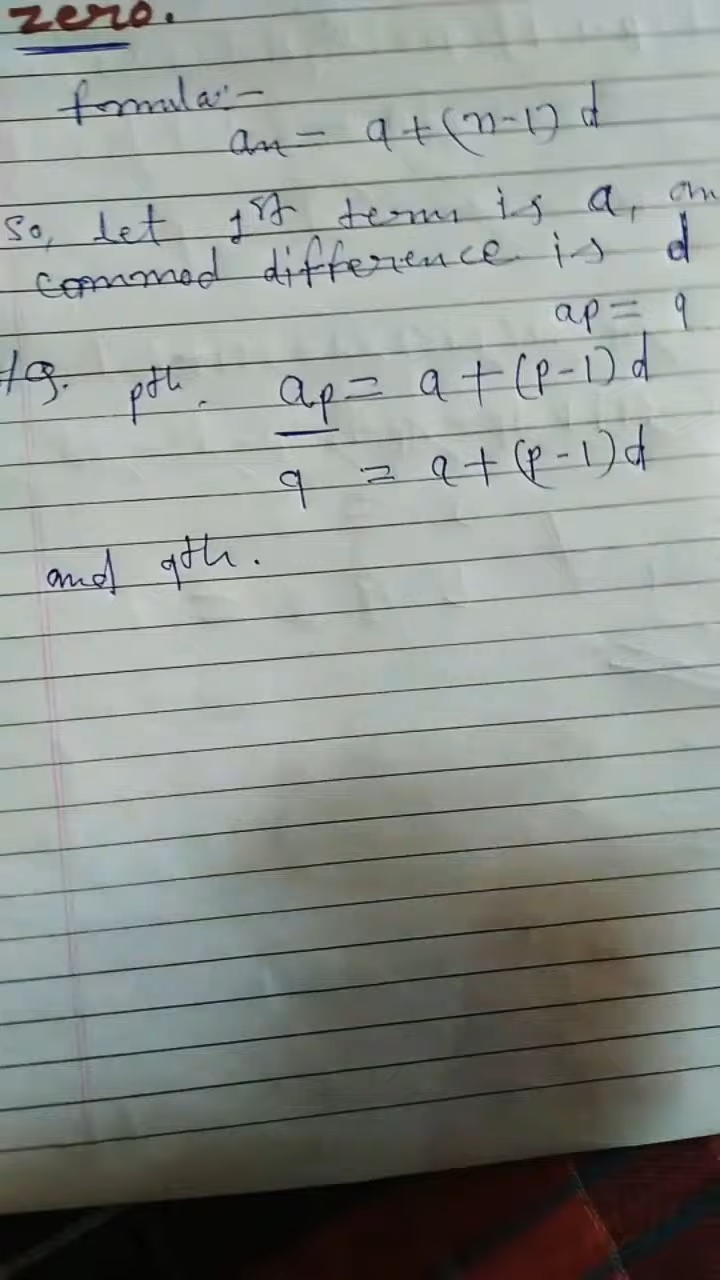 zero.
formula:-
an = a + (n-1) d
So, let 1st term is a, an
commod difference is d
ap = q
pth. ap = a + (p-1) d
q = a + (p-1) d
and qth.